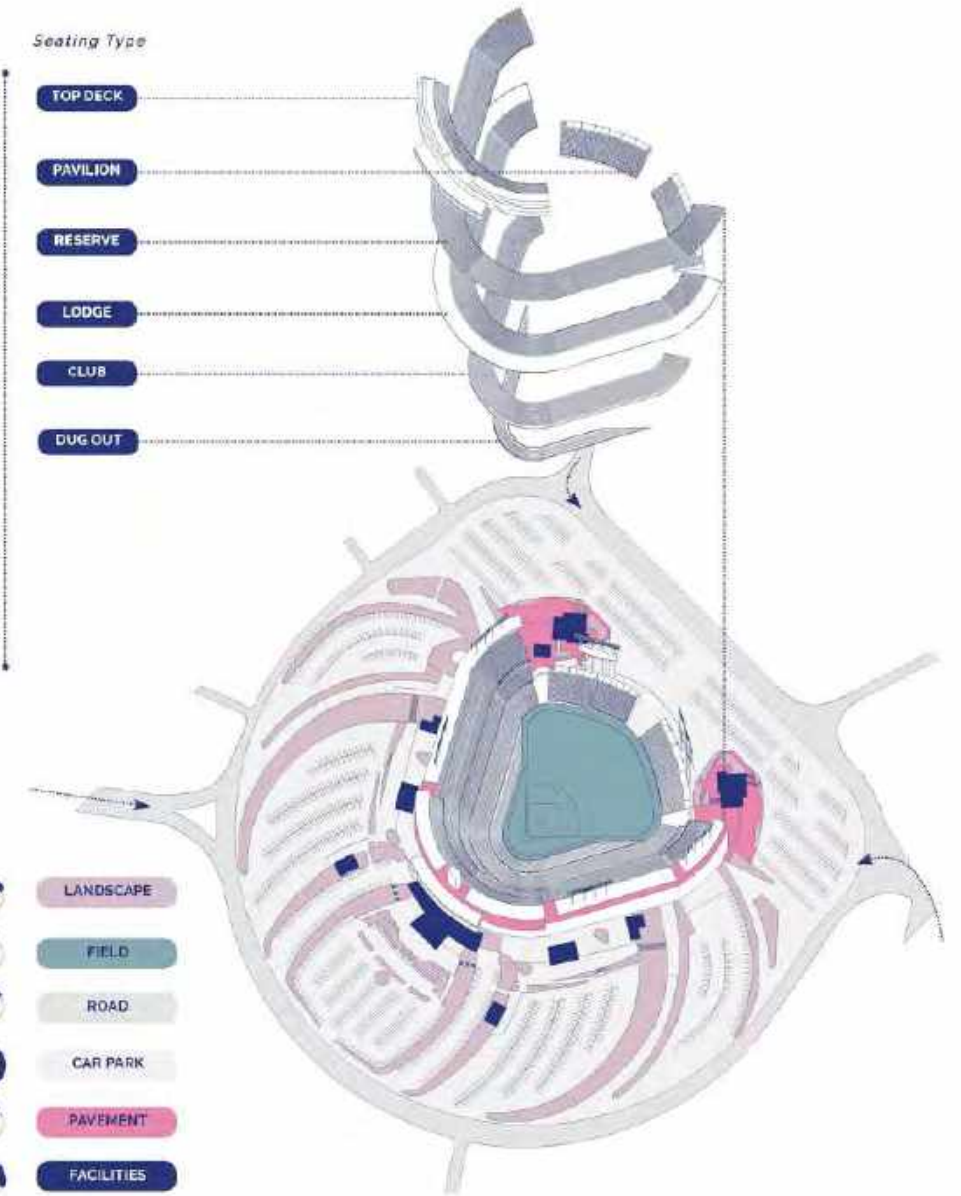 Seating Type
TOP DECK
PAVILION
RESERVE
LODGE
CLUB
DUG OUT
LANDSCAPE
FIELD
ROAD
CAR PARK
PAVEMENT
FACILITIES